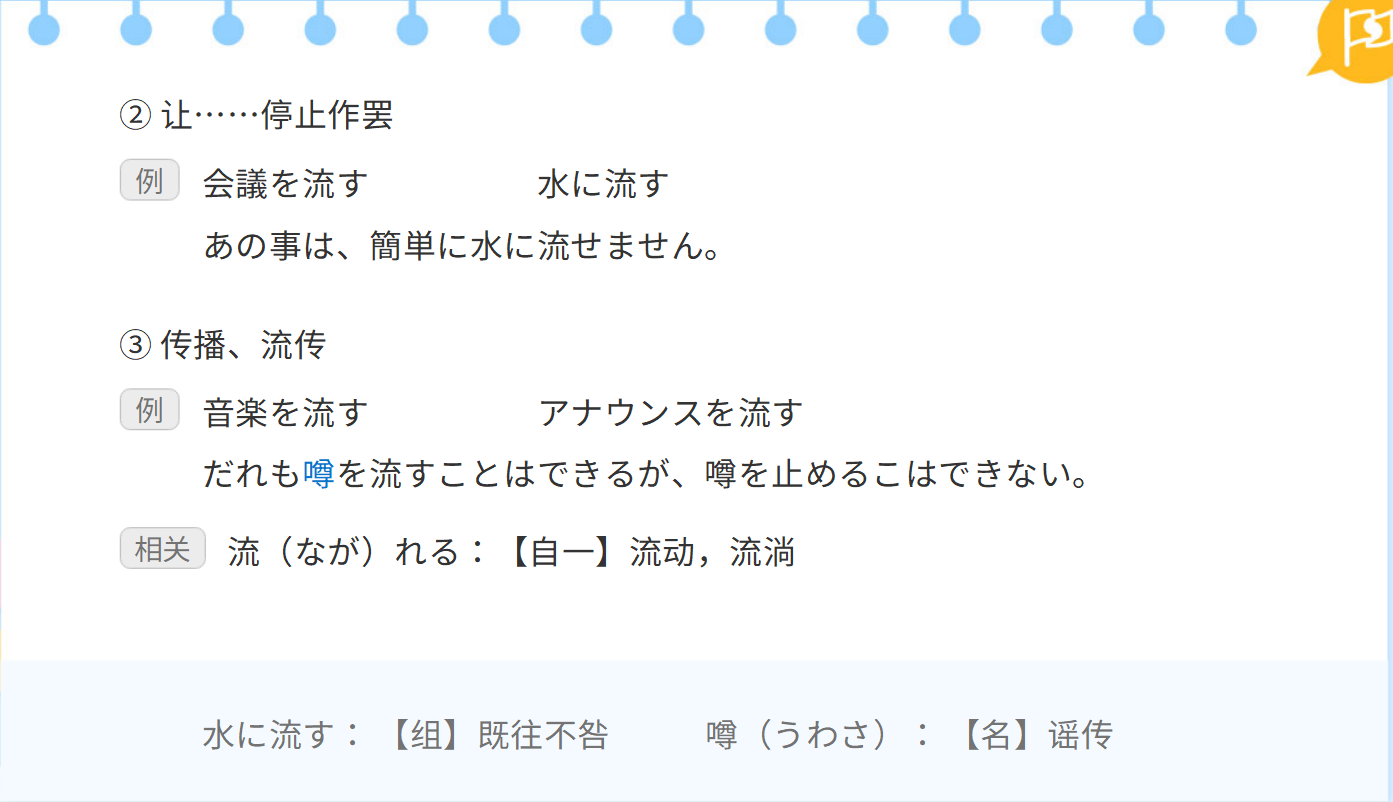 ② 让……停止作罢
例 会議を流す 水に流す
あの事は、簡単に水に流せません。
③ 传播、流传
例 音楽を流す アナウンスを流す
だれも噂を流すことはできるが、噂を止めるこはできない。
相关 流（なが）れる：【自一】流动，流淌
水に流す：【组】既往不咎 噂（うわさ）：【名】谣传